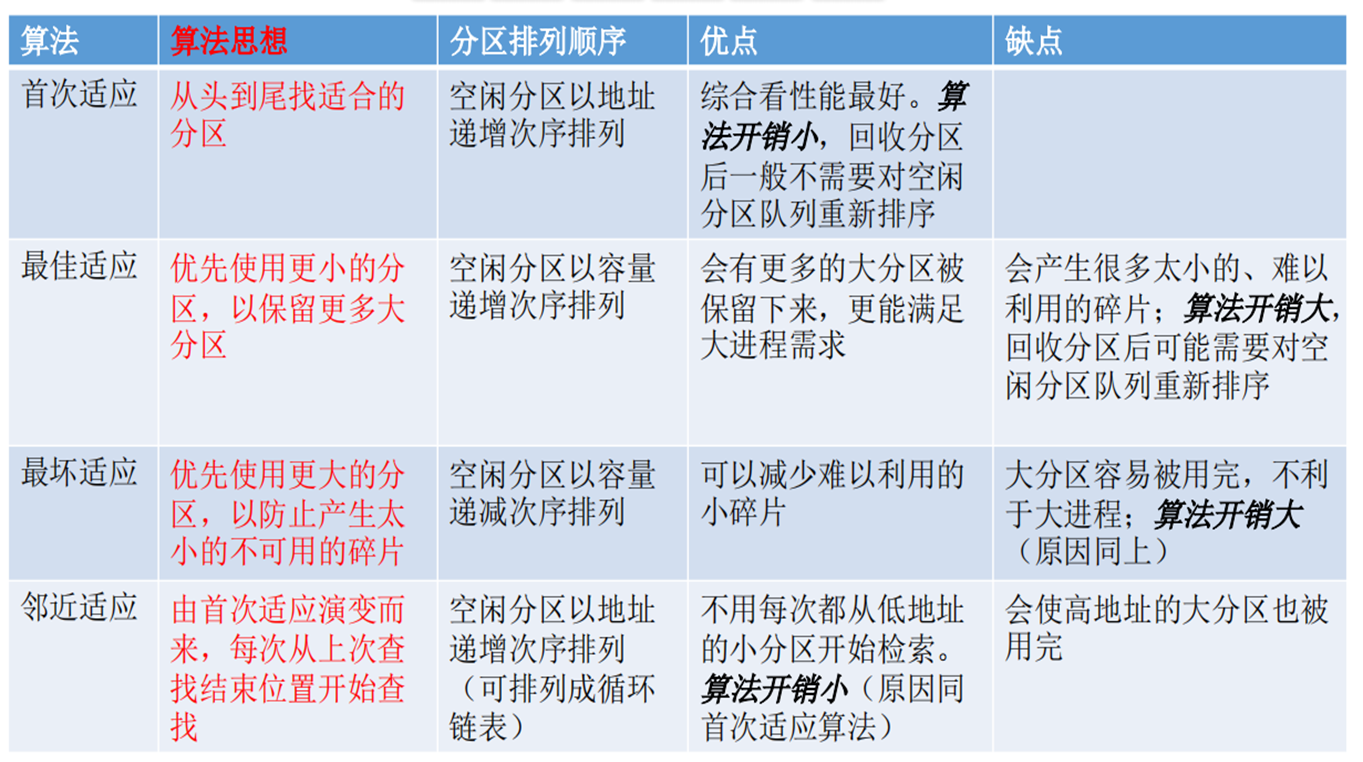 算法 算法思想 分区排列顺序 优点 缺点
首次适应
从头到尾找适合的
分区
空闲分区以地址
递增次序排列
综合看性能最好。算
法开销小，回收分区
后一般不需要对空闲
分区队列重新排序
最佳适应
优先使用更小的分
区，以保留更多大
分区
空闲分区以容量
递增次序排列
会有更多的大分区被
保留下来，更能满足
大进程需求
会产生很多太小的、难以
利用的碎片；算法开销大，
回收分区后可能需要对空
闲分区队列重新排序
最坏适应
优先使用更大的分
区，以防止产生太
小的不可用的碎片
空闲分区以容量
递减次序排列
可以减少难以利用的
小碎片
大分区容易被用完，不利
于大进程；算法开销大
（原因同上）
邻近适应
由首次适应演变而
来，每次从上次查
找结束位置开始查
找
空闲分区以地址
递增次序排列
（可排列成循环
链表）
不用每次都从低地址
的小分区开始检索。
算法开销小（原因同
首次适应算法）
会使高地址的大分区也被
用完